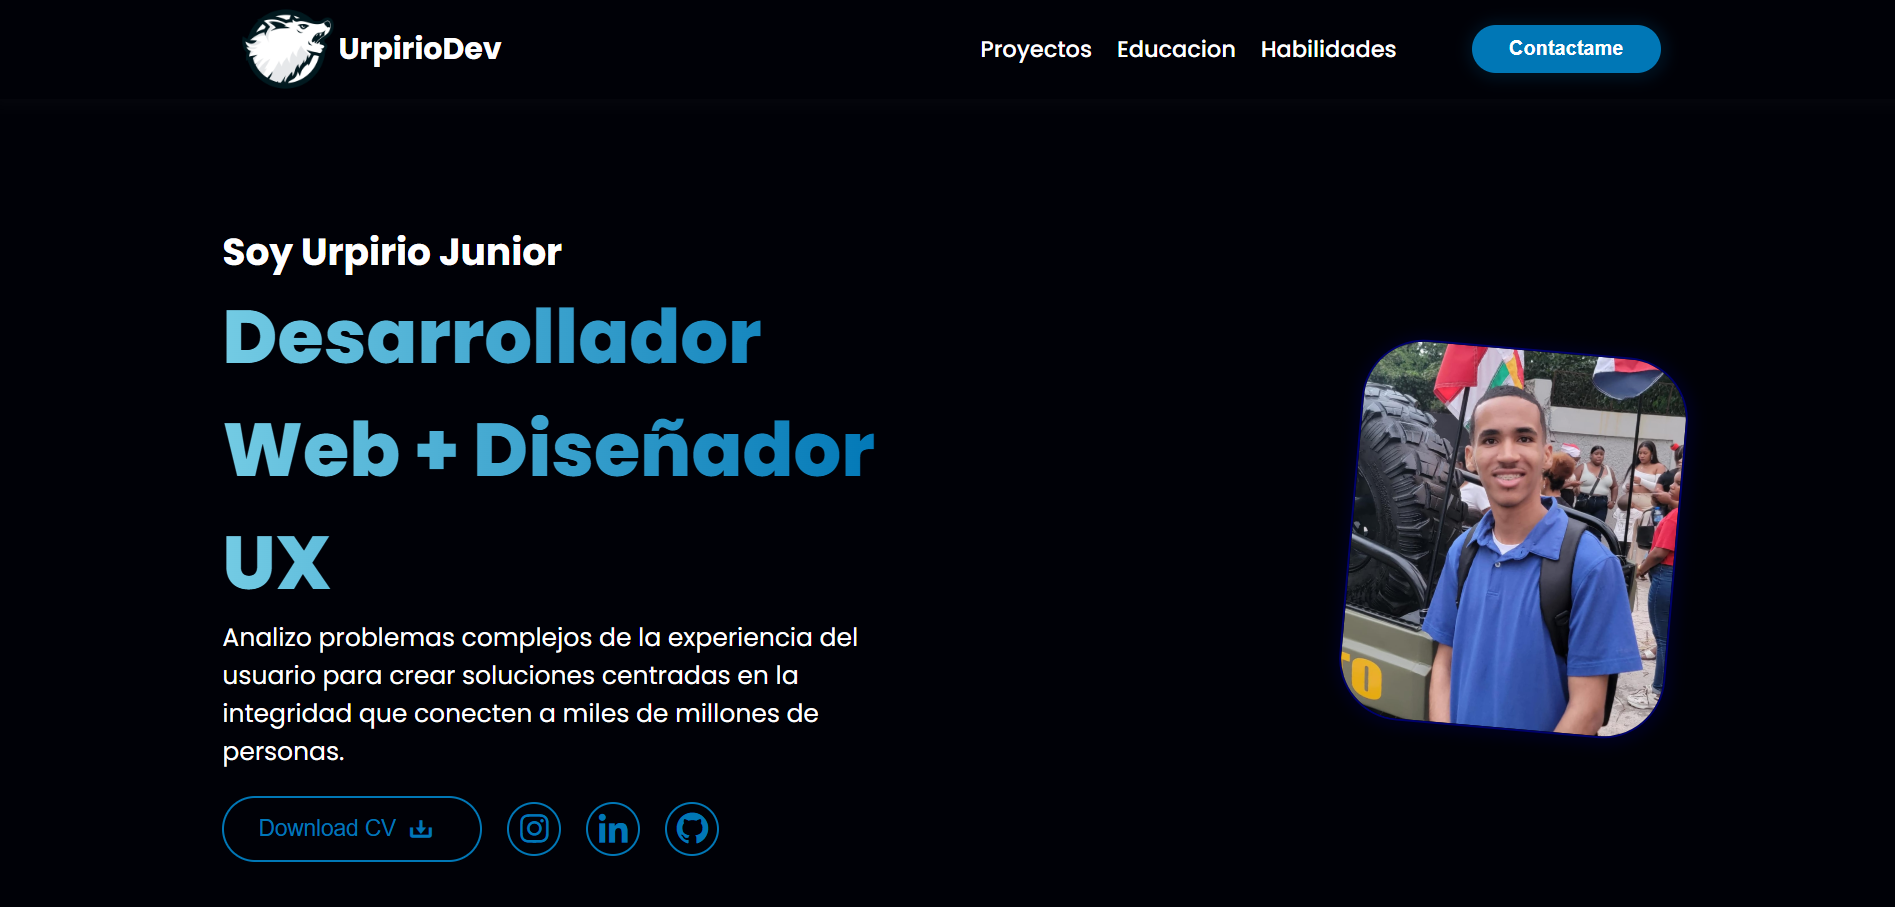 UrpirioDev
Proyectos Educacion Habilidades Contactame
Soy Urpirio Junior
Desarrollador
Web + Diseñador
UX
Analizo problemas complejos de la experiencia del
usuario para crear soluciones centradas en la
integridad que conecten a miles de millones de
personas.
TO
Download CV